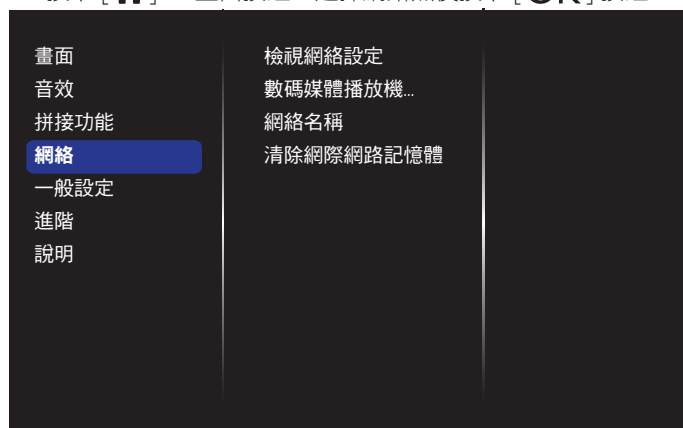 畫面
音效
拼接功能
網絡
一般設定
進階
說明
檢視網絡設定
數碼媒體播放機...
網絡名稱
清除網際網路記憶體